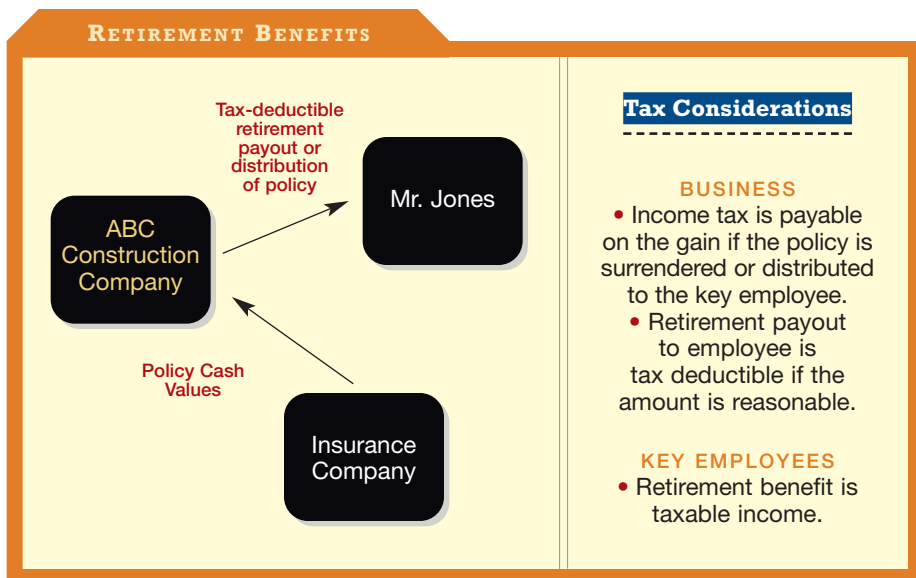 RETIREMENT BENEFITS
Tax-deductible
retirement
payout or
distribution
of policy
Mr. Jones
ABC
Construction
Company
Policy Cash
Values
Insurance
Company
Tax Considerations
BUSINESS
• Income tax is payable
on the gain if the policy is
surrendered or distributed
to the key employee.
• Retirement payout
to employee is
tax deductible if the
amount is reasonable.
KEY EMPLOYEES
• Retirement benefit is
taxable income.